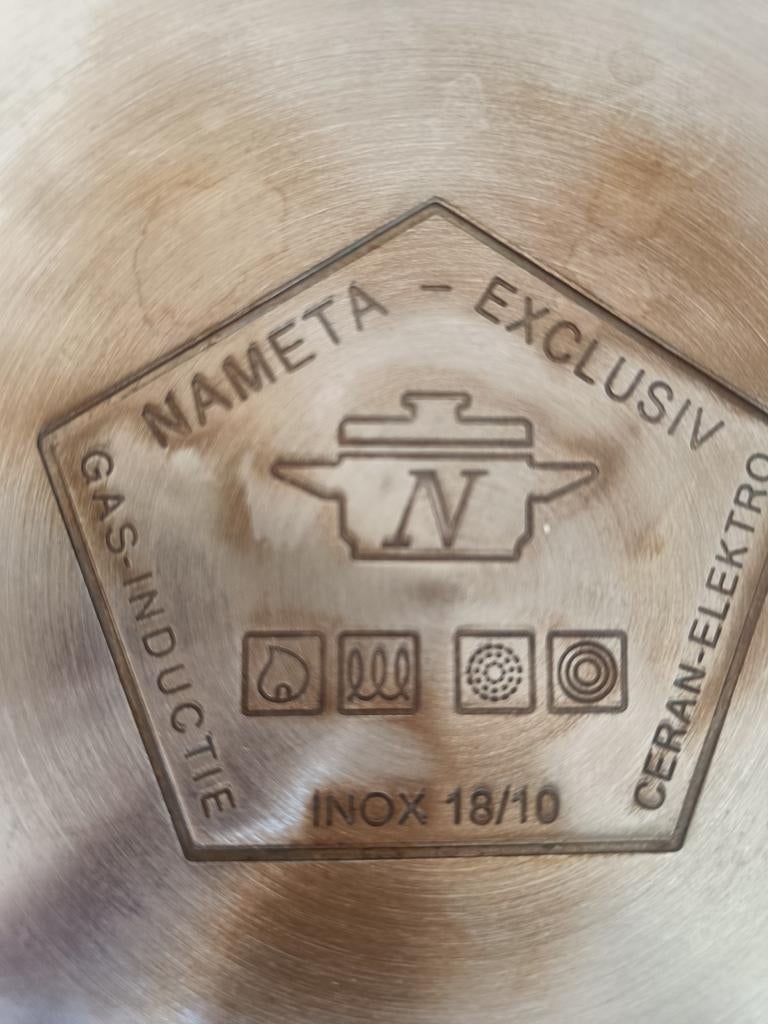 NAMETA - EXCLUSIV
N
GAS-INDUCTIE
CERAN-ELEKTRO
INOX 18/10